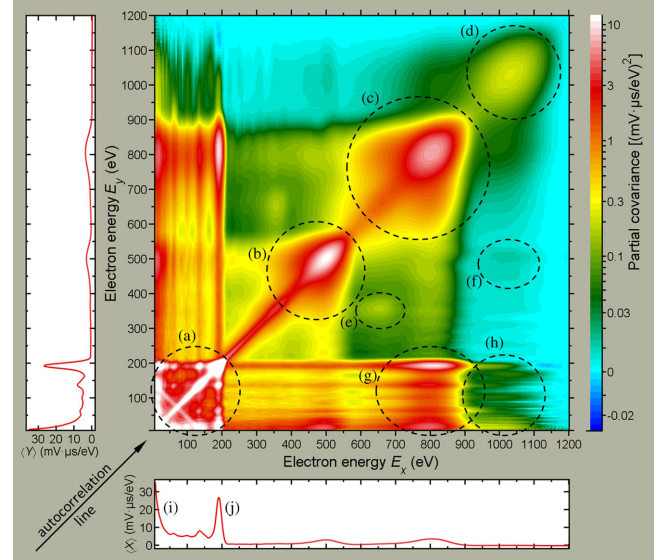 1200
1100
1000
900
800
700
600
500
400
300
200
100
Electron energy Ey (eV)
(a)
(b)
(c)
(d)
(e)
(f)
(g)
(h)
100 200 300 400 500 600 700 800 900 1000 1100 1200
Electron energy Ex (eV)
10
3
1
0.3
0.1
0.03
0
-0.02
Partial covariance [(mV·µs/eV)²]
30 20 10 0
⟨Y⟩ (mV·µs/eV)
autocorrelation
line
30
20
10
0
⟨X⟩ (mV·µs/eV)
(i)
(j)